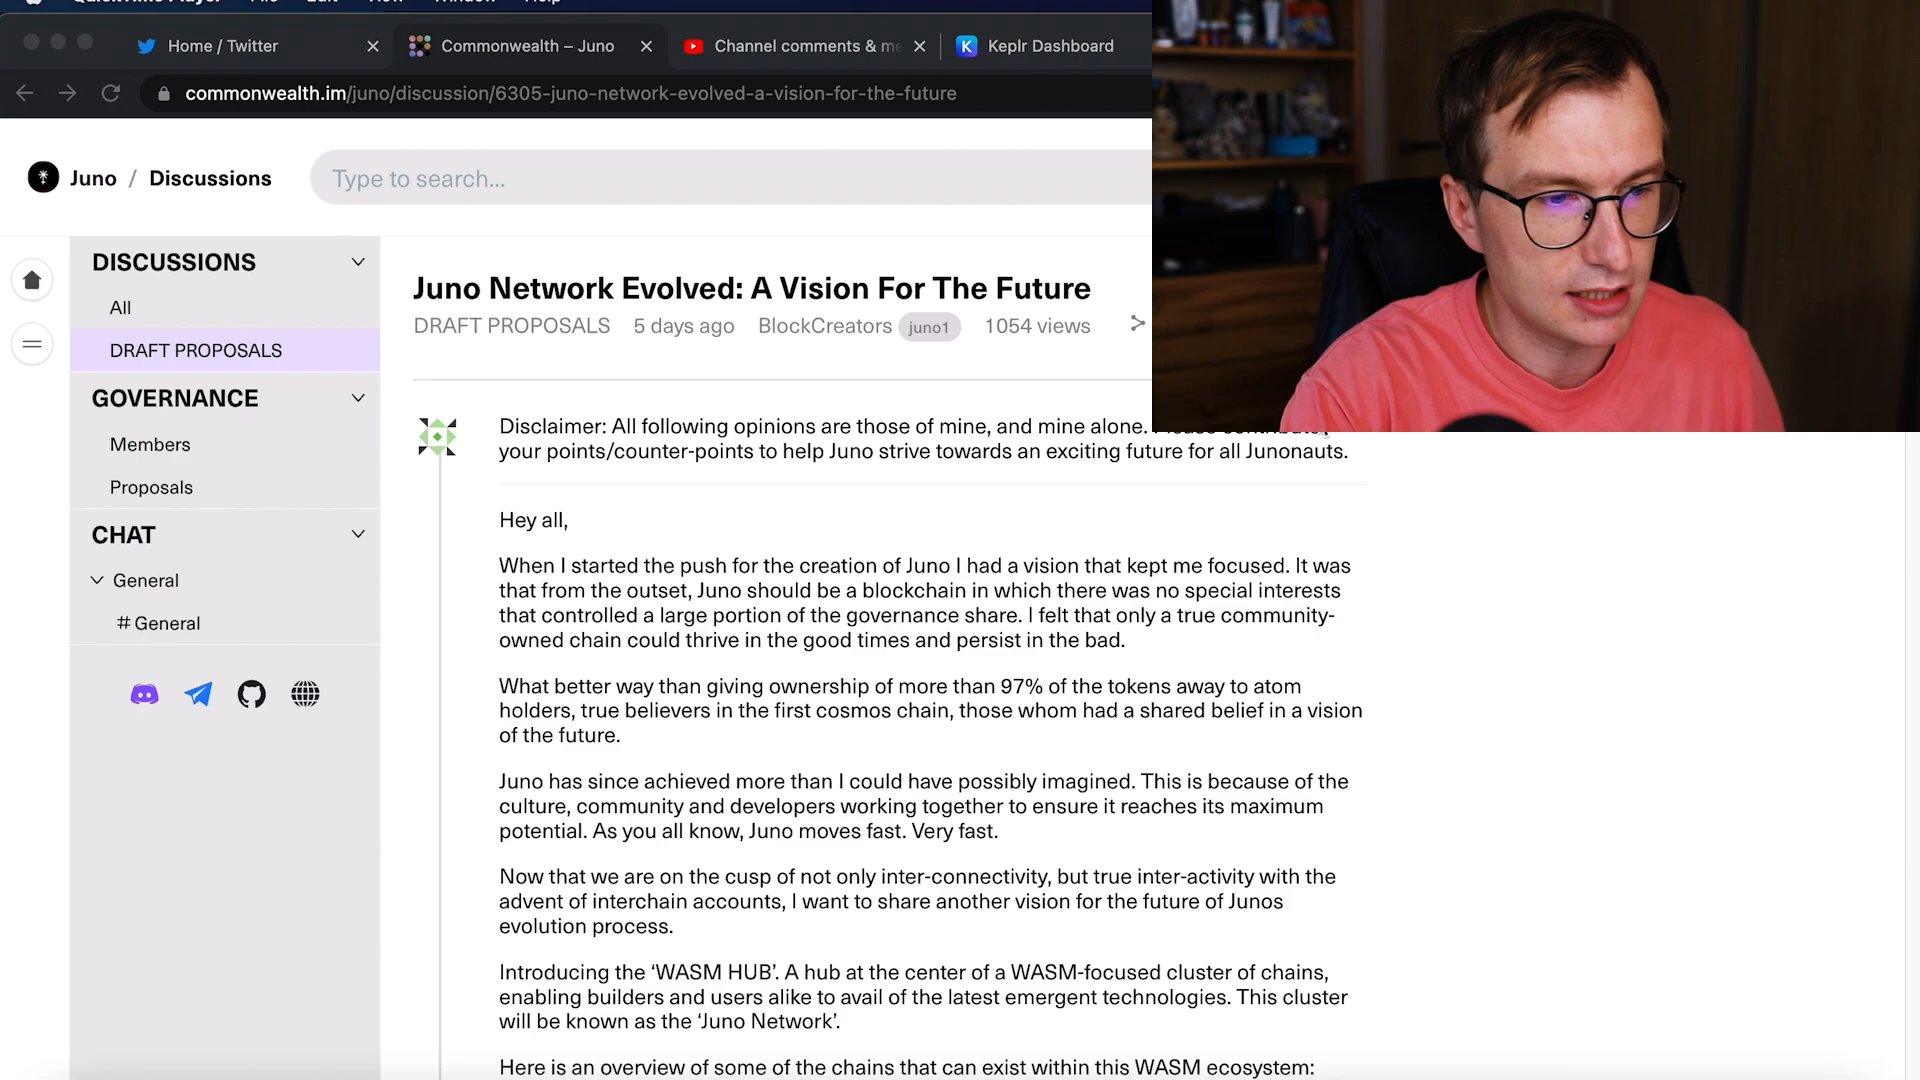 QuickTime Player File Edit View Window Help
Home / Twitter
Commonwealth – Juno
Channel comments & me
Keplr Dashboard
commonwealth.im/juno/discussion/6305-juno-network-evolved-a-vision-for-the-future
Juno / Discussions
Type to search...
DISCUSSIONS
All
DRAFT PROPOSALS
GOVERNANCE
Members
Proposals
CHAT
General
# General
Juno Network Evolved: A Vision For The Future
DRAFT PROPOSALS 5 days ago BlockCreators juno1 1054 views
Disclaimer: All following opinions are those of mine, and mine alone. Please contribute
your points/counter-points to help Juno strive towards an exciting future for all Junonauts.
Hey all,
When I started the push for the creation of Juno I had a vision that kept me focused. It was
that from the outset, Juno should be a blockchain in which there was no special interests
that controlled a large portion of the governance share. I felt that only a true community-
owned chain could thrive in the good times and persist in the bad.
What better way than giving ownership of more than 97% of the tokens away to atom
holders, true believers in the first cosmos chain, those whom had a shared belief in a vision
of the future.
Juno has since achieved more than I could have possibly imagined. This is because of the
culture, community and developers working together to ensure it reaches its maximum
potential. As you all know, Juno moves fast. Very fast.
Now that we are on the cusp of not only inter-connectivity, but true inter-activity with the
advent of interchain accounts, I want to share another vision for the future of Junos
evolution process.
Introducing the ‘WASM HUB’. A hub at the center of a WASM-focused cluster of chains,
enabling builders and users alike to avail of the latest emergent technologies. This cluster
will be known as the ‘Juno Network’.
Here is an overview of some of the chains that can exist within this WASM ecosystem: